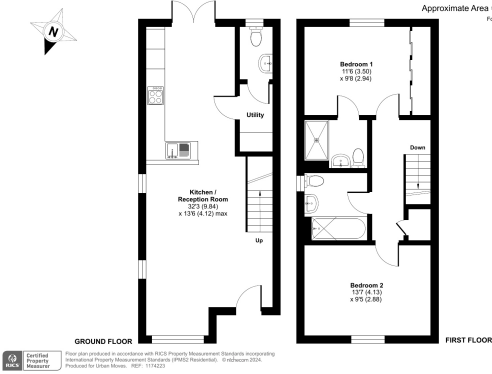 Approximate Area
Fo
N
Bedroom 1
11'6 (3.50)
x 9'8 (2.94)
Utility
Down
Kitchen /
Reception Room
32'3 (9.84)
x 13'6 (4.12) max
Up
Bedroom 2
13'7 (4.13)
x 9'5 (2.88)
GROUND FLOOR
FIRST FLOOR
RICS
Certified
Property
Measurer
Floor plan produced in accordance with RICS Property Measurement Standards incorporating
International Property Measurement Standards (IPMS2 Residential). © nichecom 2024.
Produced for Urban Moves. REF: 1174223